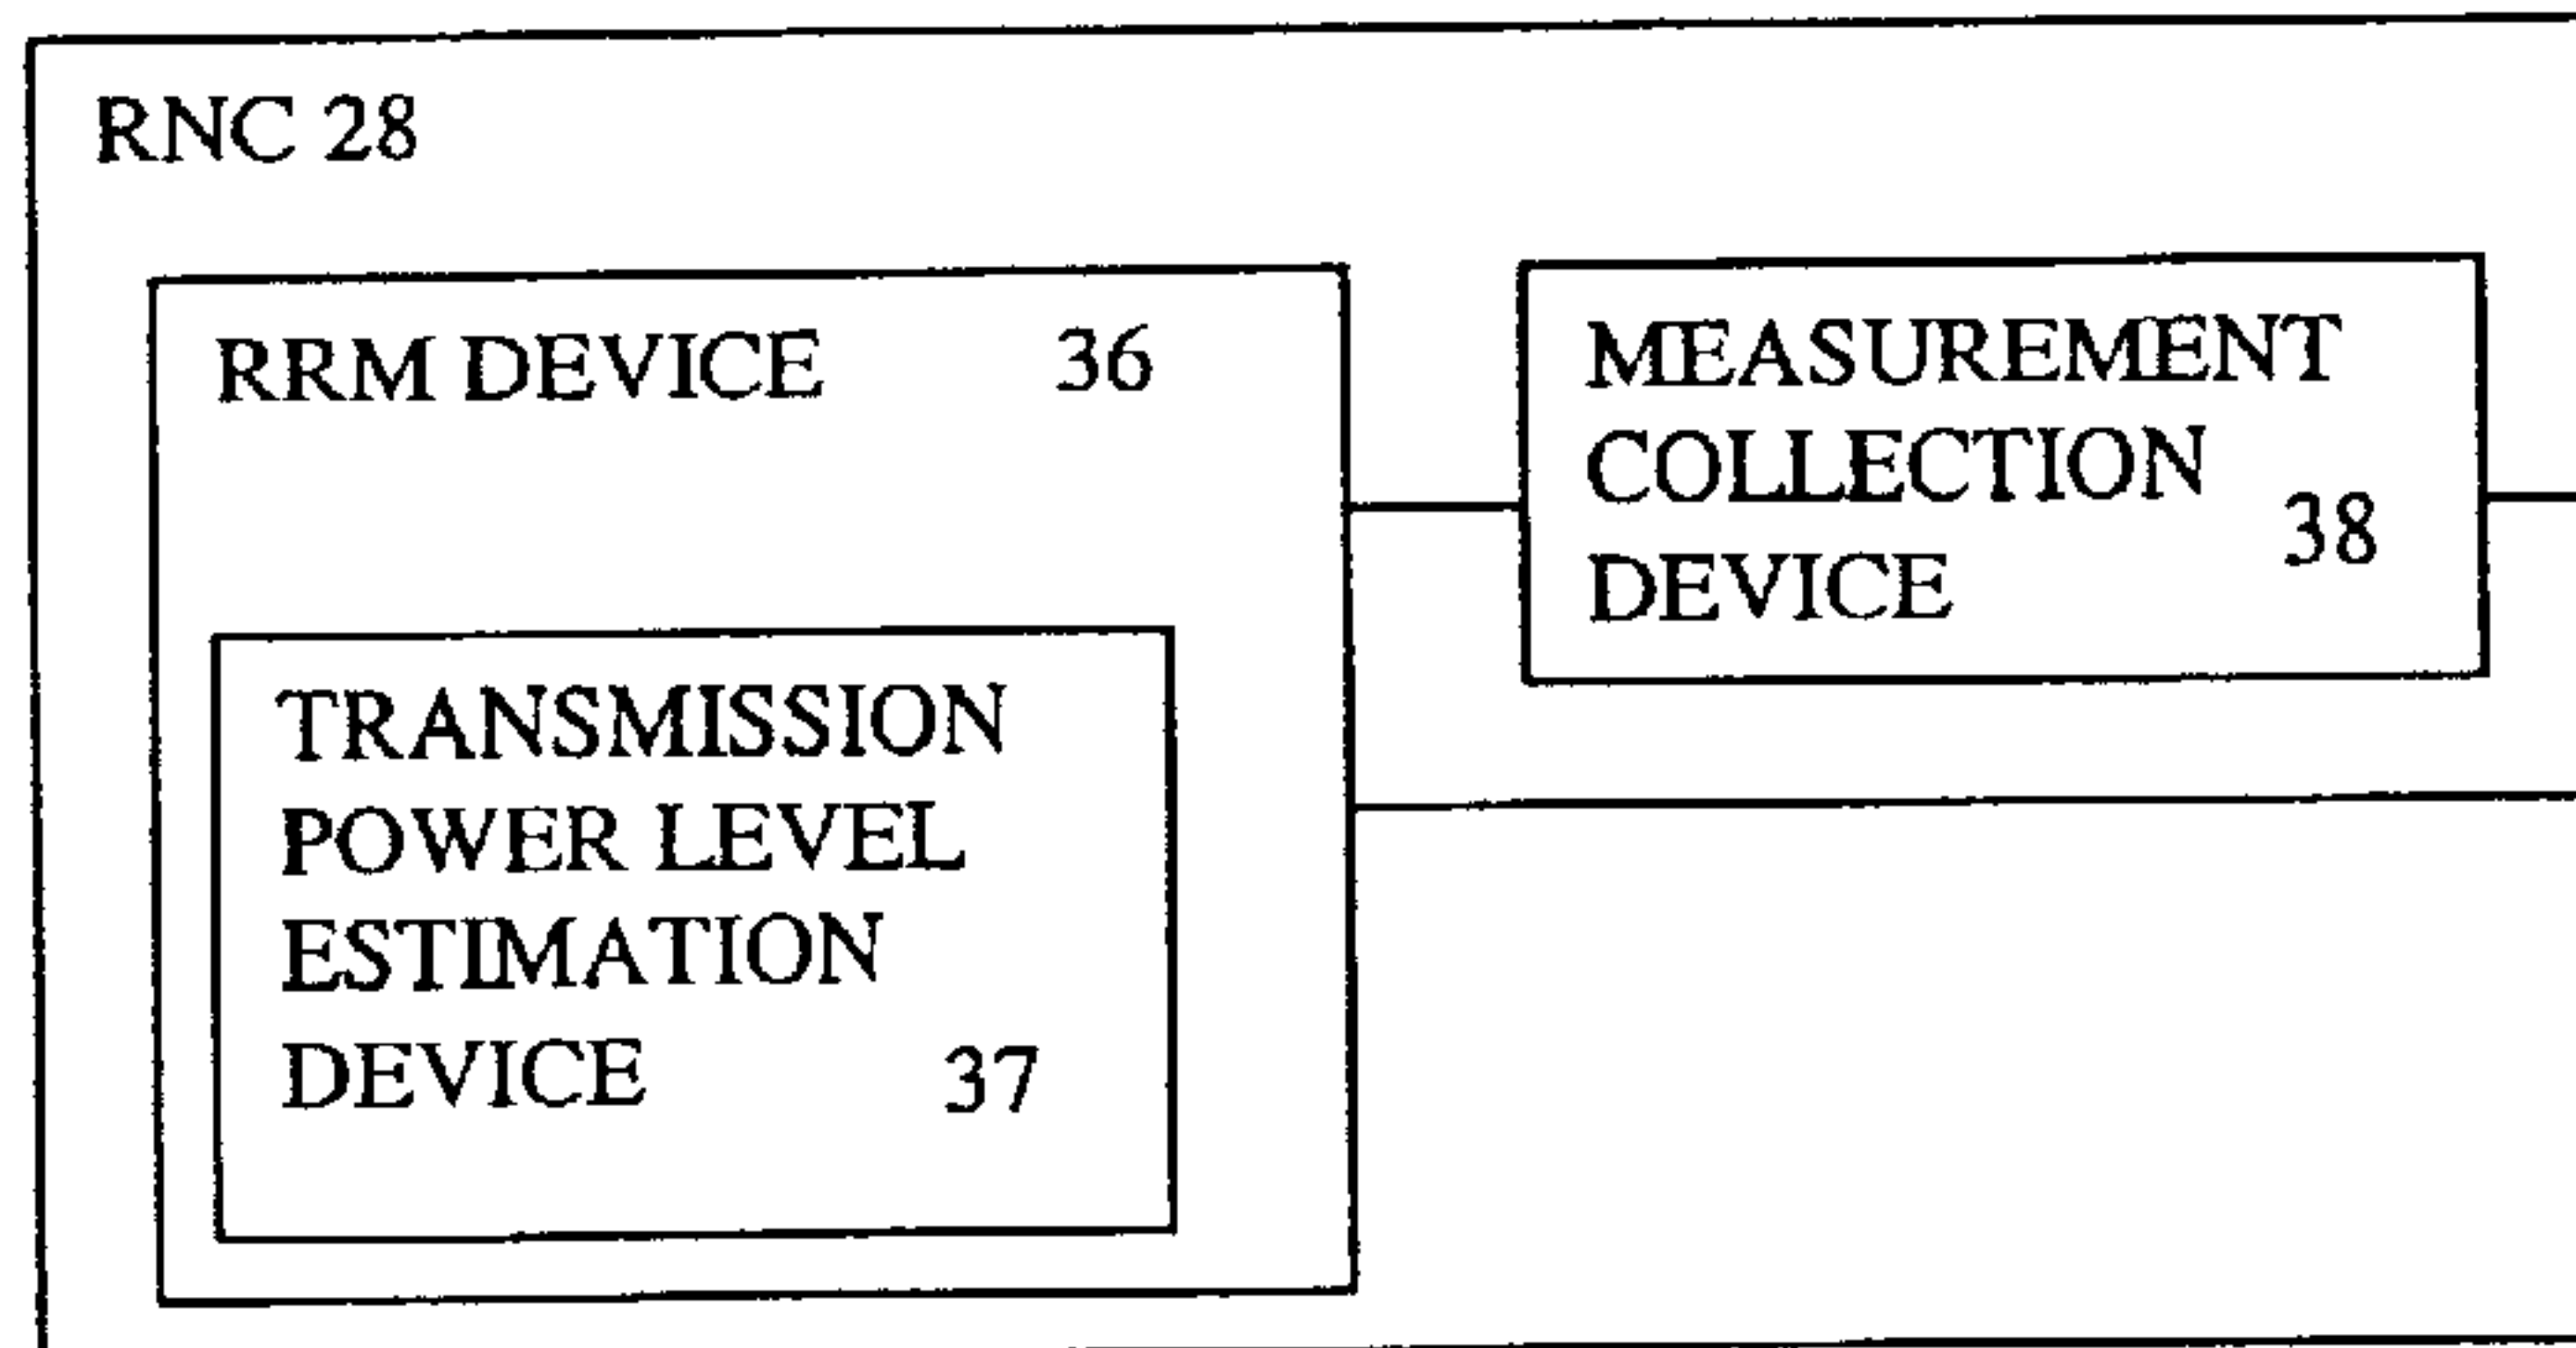 RNC 28
RRM DEVICE 36
TRANSMISSION
POWER LEVEL
ESTIMATION
DEVICE 37
MEASUREMENT
COLLECTION
38
DEVICE